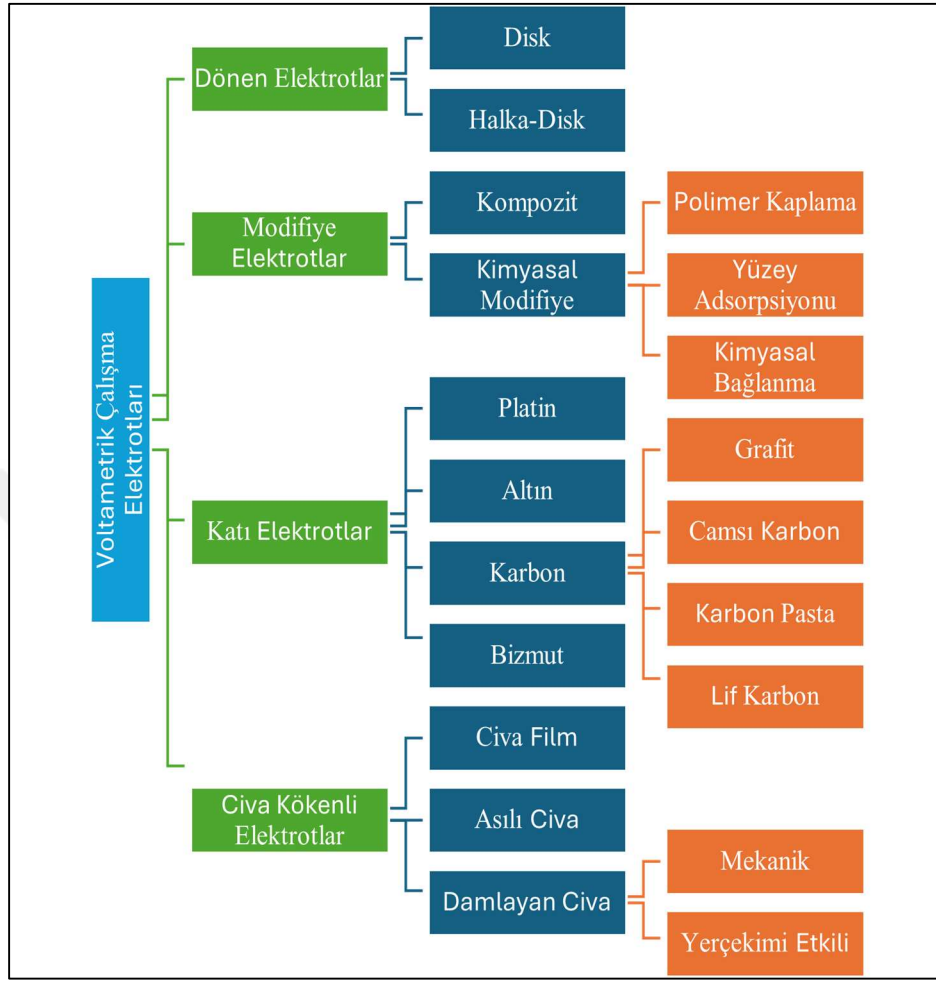 Voltametrik Çalışma
Elektrotları
Dönen Elektrotlar
Disk
Halka-Disk
Modifiye
Elektrotlar
Kompozit
Kimyasal
Modifiye
Polimer Kaplama
Yüzey
Adsorpsiyonu
Kimyasal
Bağlanma
Katı Elektrotlar
Platin
Altın
Karbon
Grafit
Camsı Karbon
Karbon Pasta
Lif Karbon
Bizmut
Civa Kökenli
Elektrotlar
Civa Film
Asılı Civa
Damlayan Civa
Mekanik
Yerçekimi Etkili